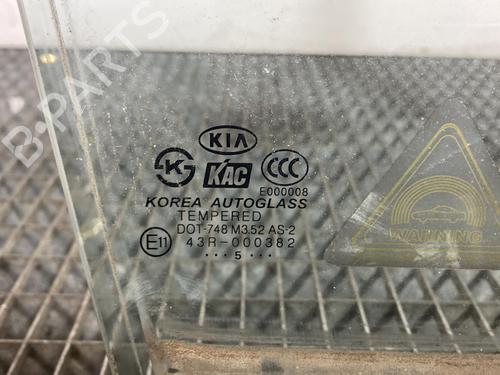 B-PARTS
KIA
K KAC CCC
E000008
KOREA AUTOGLASS
TEMPERED
DOT-748 M3.52 AS-2
E11 43R-000382
··· 5 ···
WARNING